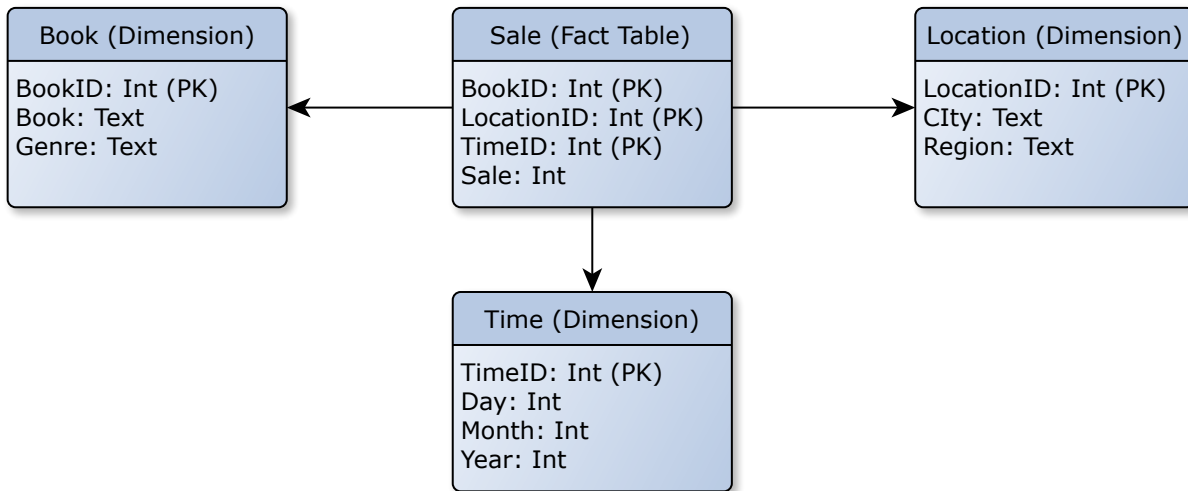 Book (Dimension)
BookID: Int (PK)
Book: Text
Genre: Text
Sale (Fact Table)
BookID: Int (PK)
LocationID: Int (PK)
TimeID: Int (PK)
Sale: Int
Location (Dimension)
LocationID: Int (PK)
CIty: Text
Region: Text
Time (Dimension)
TimeID: Int (PK)
Day: Int
Month: Int
Year: Int